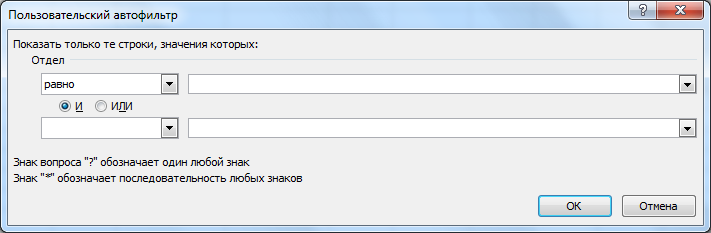 Пользовательский автофильтр
Показать только те строки, значения которых:
Отдел
равно
И ИЛИ
Знак вопроса "?" обозначает один любой знак
Знак "*" обозначает последовательность любых знаков
ОК Отмена